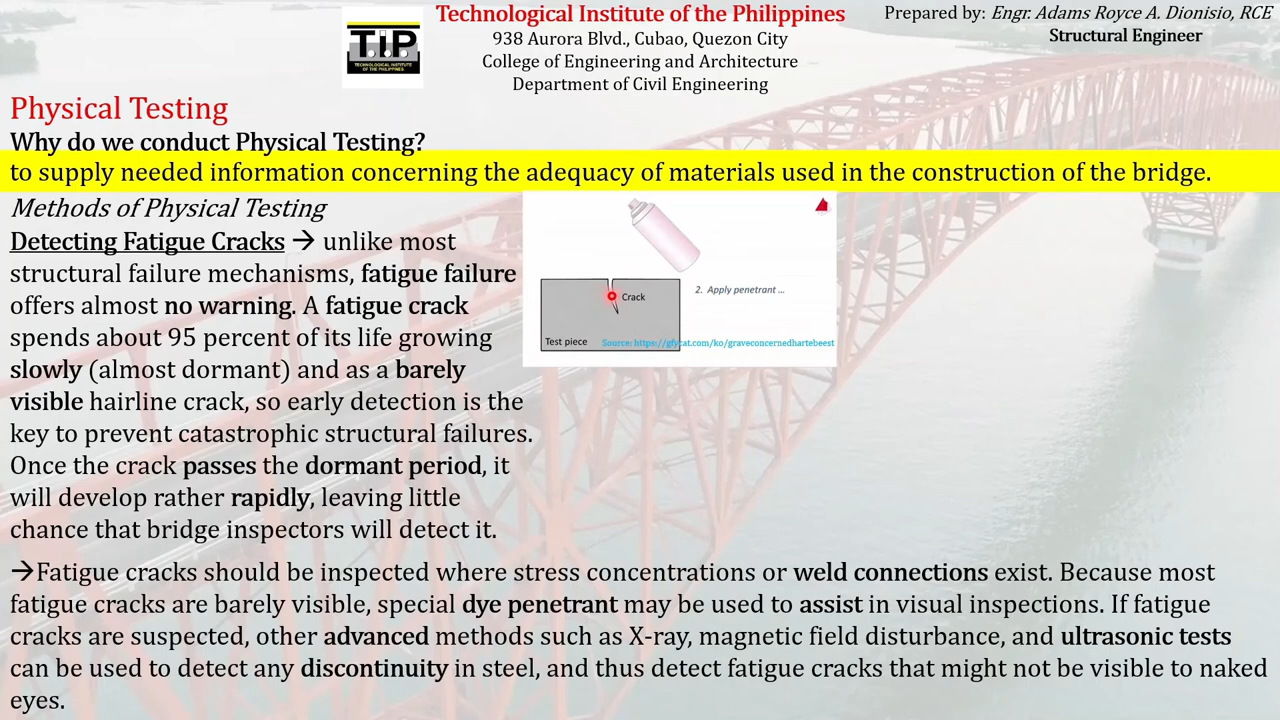 Technological Institute of the Philippines
938 Aurora Blvd., Cubao, Quezon City
College of Engineering and Architecture
Department of Civil Engineering
Prepared by: Engr. Adams Royce A. Dionisio, RCE
Structural Engineer
TiP
TECHNOLOGICAL INSTITUTE
OF THE PHILIPPINES
Physical Testing
Why do we conduct Physical Testing?
to supply needed information concerning the adequacy of materials used in the construction of the bridge.
Methods of Physical Testing
Detecting Fatigue Cracks → unlike most
structural failure mechanisms, fatigue failure
offers almost no warning. A fatigue crack
spends about 95 percent of its life growing
slowly (almost dormant) and as a barely
visible hairline crack, so early detection is the
key to prevent catastrophic structural failures.
Once the crack passes the dormant period, it
will develop rather rapidly, leaving little
chance that bridge inspectors will detect it.
2. Apply penetrant ...
Crack
Test piece
Source: https://gfycat.com/ko/graveconcernedhartebeest
→Fatigue cracks should be inspected where stress concentrations or weld connections exist. Because most
fatigue cracks are barely visible, special dye penetrant may be used to assist in visual inspections. If fatigue
cracks are suspected, other advanced methods such as X-ray, magnetic field disturbance, and ultrasonic tests
can be used to detect any discontinuity in steel, and thus detect fatigue cracks that might not be visible to naked
eyes.